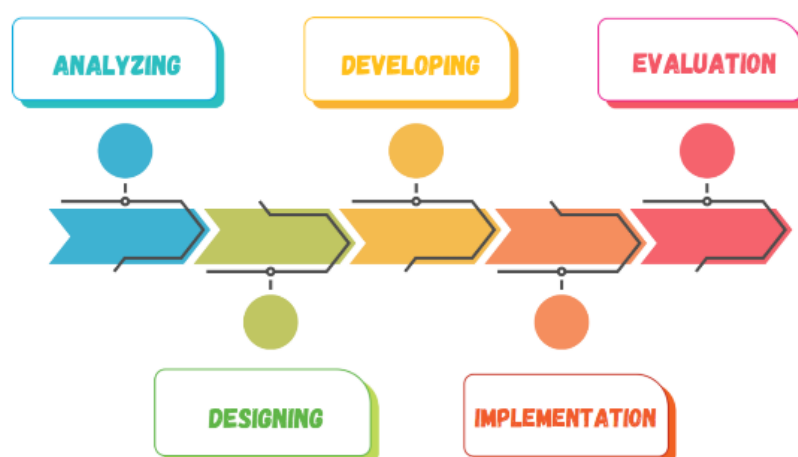 ANALYZING
DEVELOPING
EVALUATION
DESIGNING
IMPLEMENTATION